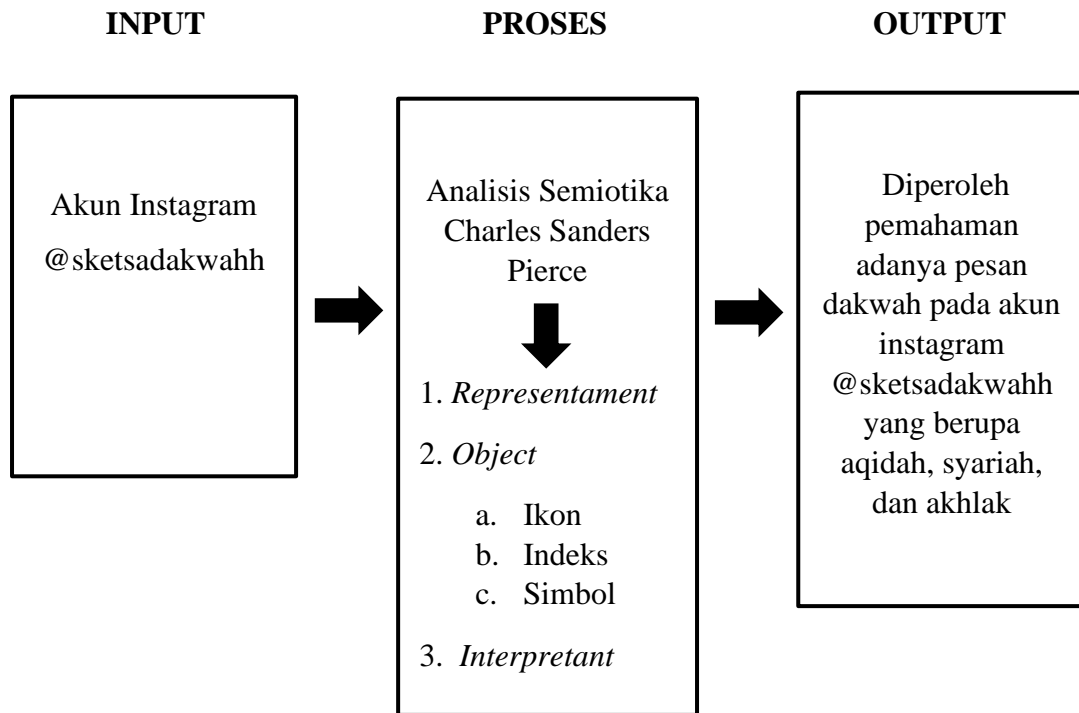 INPUT
PROSES
OUTPUT
Akun Instagram
@sketsadakwahh
Analisis Semiotika
Charles Sanders
Pierce
1. Representament
2. Object
a. Ikon
b. Indeks
c. Simbol
3. Interpretant
Diperoleh
pemahaman
adanya pesan
dakwah pada akun
instagram
@sketsadakwahh
yang berupa
aqidah, syariah,
dan akhlak